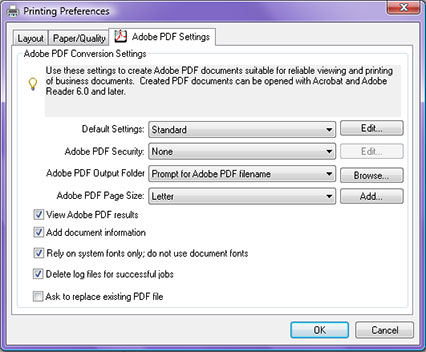 Printing Preferences
Layout Paper/Quality Adobe PDF Settings
Adobe PDF Conversion Settings
Use these settings to create Adobe PDF documents suitable for reliable viewing and printing
of business documents. Created PDF documents can be opened with Acrobat and Adobe
Reader 6.0 and later.
Default Settings: Standard Edit...
Adobe PDF Security: None Edit...
Adobe PDF Output Folder Prompt for Adobe PDF filename Browse...
Adobe PDF Page Size: Letter Add...
View Adobe PDF results
Add document information
Rely on system fonts only; do not use document fonts
Delete log files for successful jobs
Ask to replace existing PDF file
OK Cancel